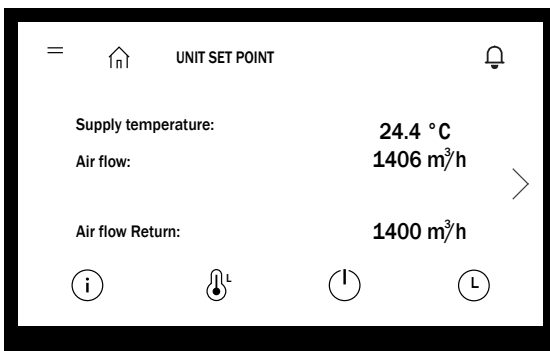 UNIT SET POINT
Supply temperature: 24.4 °C
Air flow: 1406 m³/h
Air flow Return: 1400 m³/h
i L L